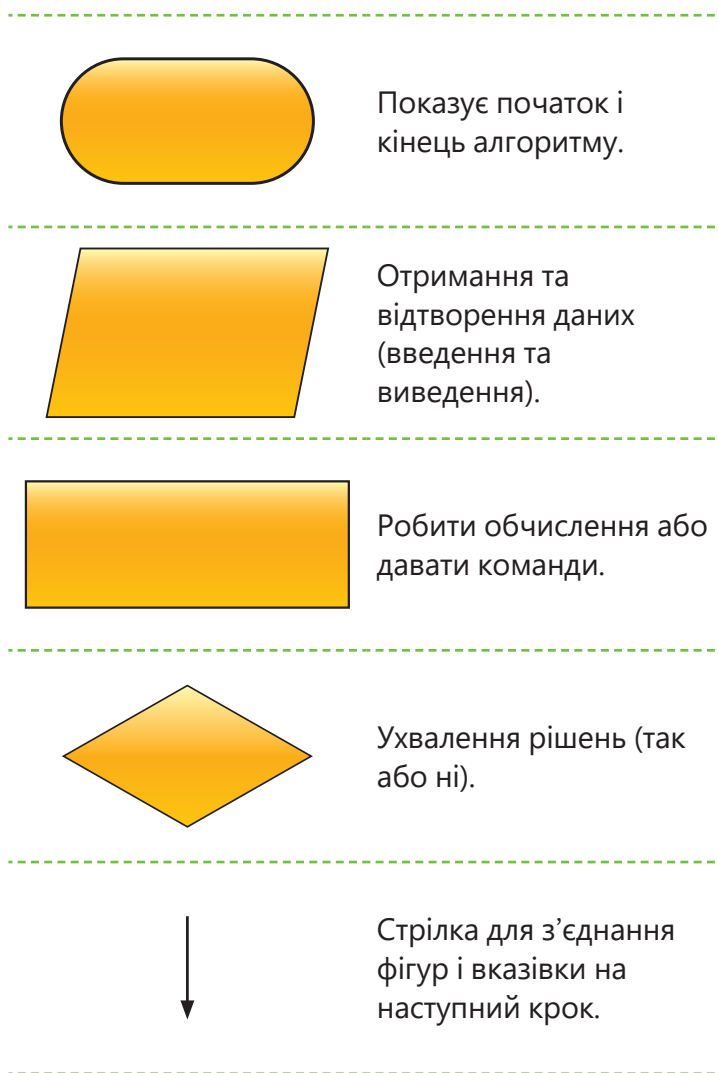 Показує початок і
кінець алгоритму.
Отримання та
відтворення даних
(введення та
виведення).
Робити обчислення або
давати команди.
Ухвалення рішень (так
або ні).
Стрілка для з’єднання
фігур і вказівки на
наступний крок.